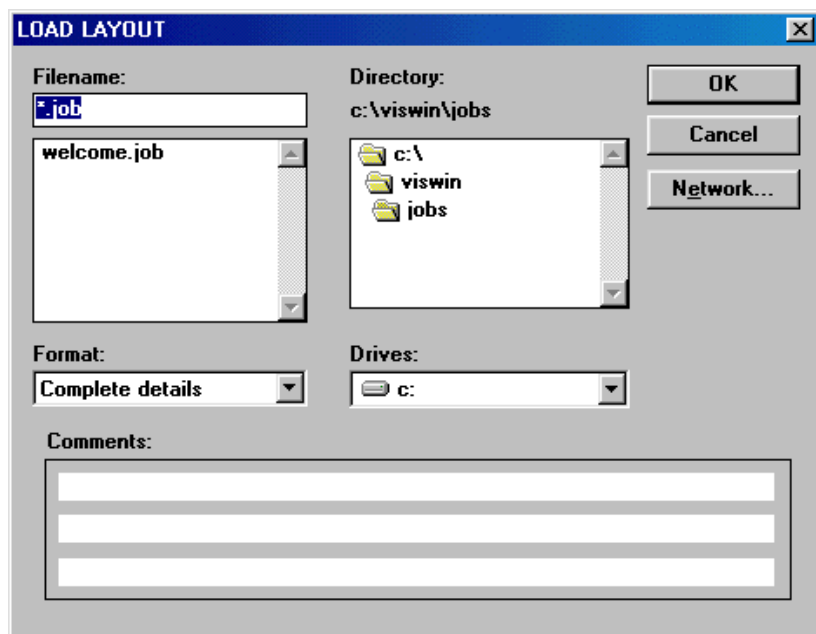 LOAD LAYOUT
Filename:
*.job
welcome.job
Directory:
c:\viswin\jobs
c:\
viswin
jobs
OK
Cancel
Network...
Format:
Complete details
Drives:
c:
Comments: